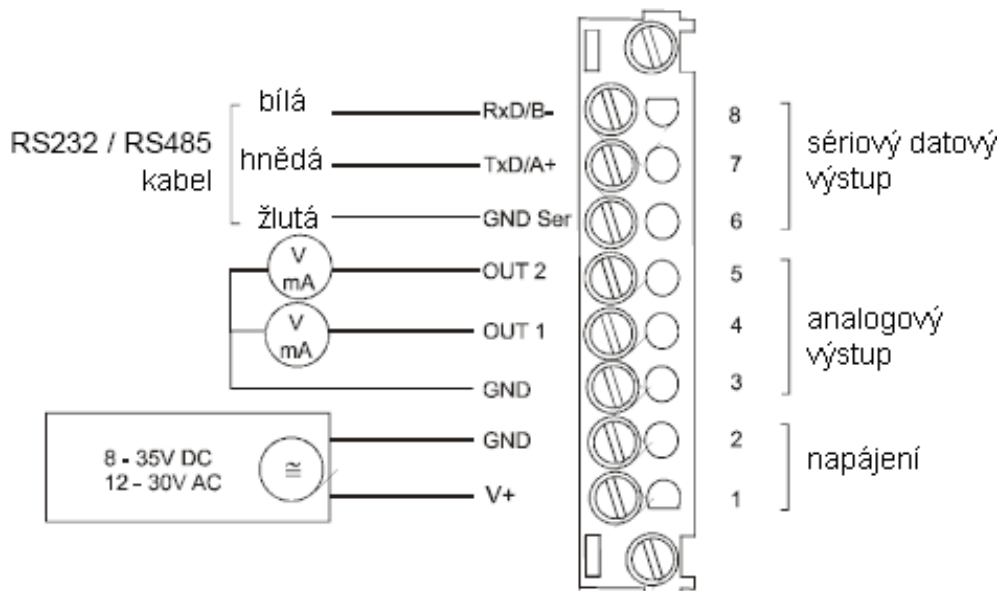 RS232 / RS485
kabel
bílá
hnědá
žlutá
RxD/B-
TxD/A+
GND Ser
OUT 2
OUT 1
GND
GND
V+
V
mA
V
mA
8 - 35V DC
12 - 30V AC
≅
8
7
6
5
4
3
2
1
sériový datový
výstup
analogový
výstup
napájení